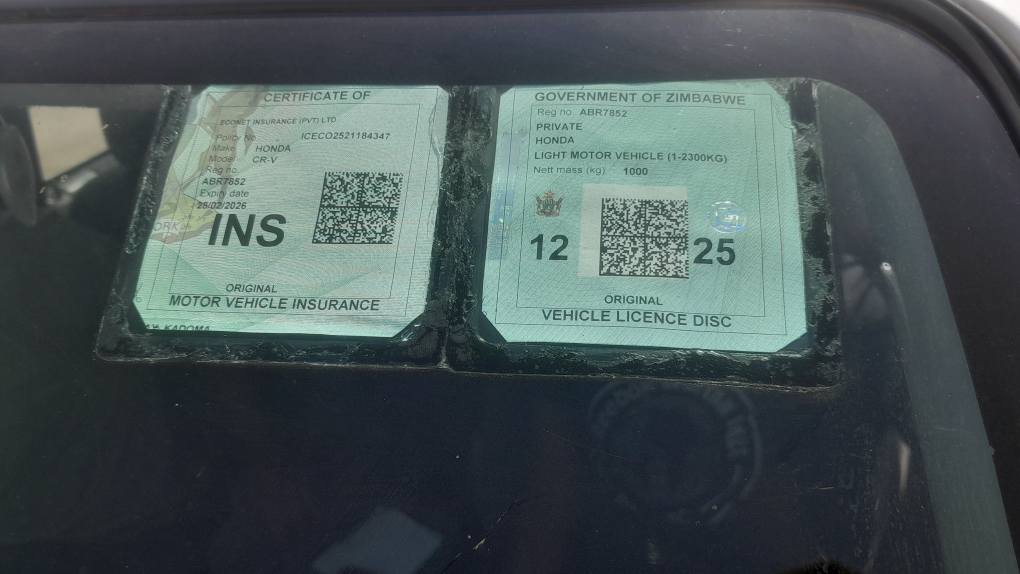 CERTIFICATE OF
ECONET INSURANCE (PVT) LTD
Policy No. ICECO2521184347
Make HONDA
Model CR-V
Reg no.
ABR7852
Expiry date
28/02/2026
INS
ORIGINAL
MOTOR VEHICLE INSURANCE
KADOMA
GOVERNMENT OF ZIMBABWE
Reg no. ABR7852
PRIVATE
HONDA
LIGHT MOTOR VEHICLE (1-2300KG)
Nett mass (kg) 1000
12 25
ORIGINAL
VEHICLE LICENCE DISC